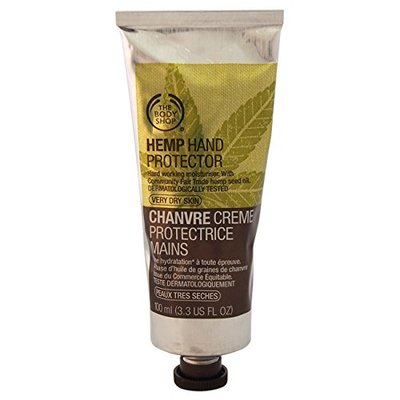 THE
BODY
SHOP
HEMP HAND
PROTECTOR
Hard working moisturiser. With
Community Fair Trade hemp seed oil.
DERMATOLOGICALLY TESTED
VERY DRY SKIN
CHANVRE CREME
PROTECTRICE
MAINS
hydratation* à toute épreuve.
d'huile de graines de chanvre
du Commerce Equitable.
TESTE DERMATOLOGIQUEMENT
PEAUX TRES SECHES
100 ml (3.3 US FL OZ)